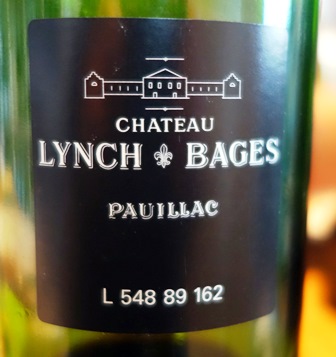 CHATEAU
LYNCH BAGES
PAUILLAC
L 548 89 162